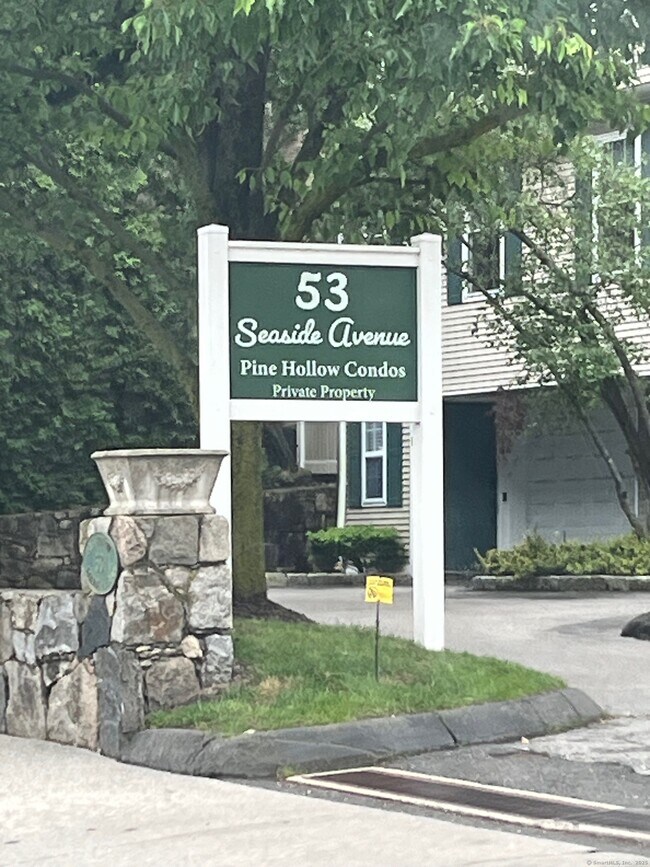 53
Seaside Avenue
Pine Hollow Condos
Private Property